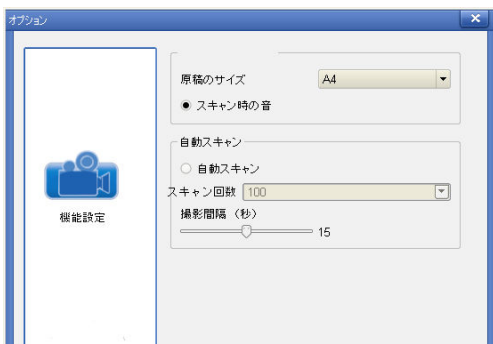 オプション
機能設定
原稿のサイズ A4
スキャン時の音
自動スキャン
自動スキャン
スキャン回数 100
撮影間隔（秒）
15